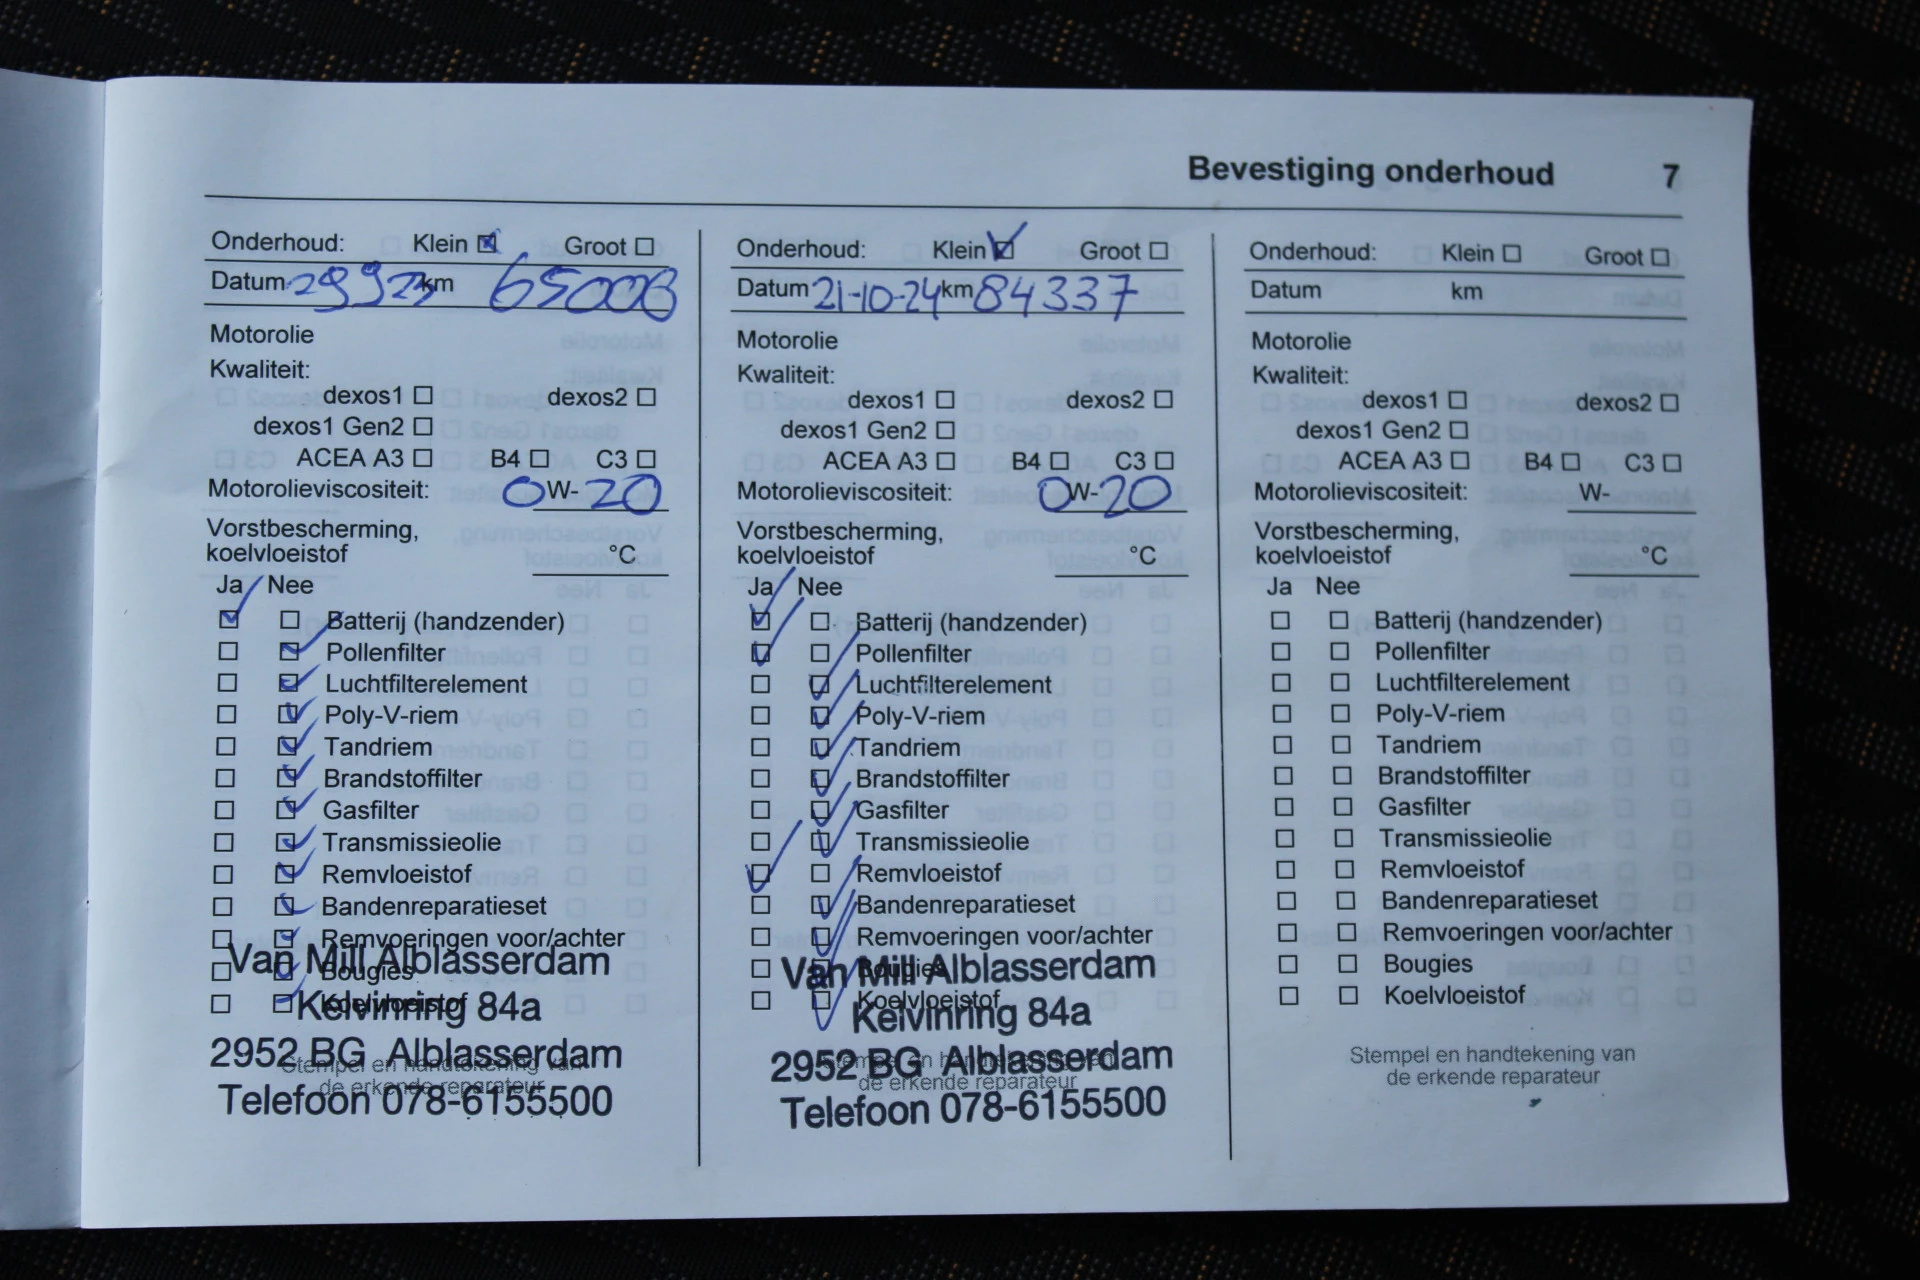 Bevestiging onderhoud 7
Onderhoud: Klein Groot
Datum 29 9 23 km 65000
Motorolie
Kwaliteit:
dexos1 dexos2
dexos1 Gen2
ACEA A3 B4 C3
Motorolieviscositeit: 0W-20
Vorstbescherming,
koelvloeistof °C
Ja Nee
Batterij (handzender)
Pollenfilter
Luchtfilterelement
Poly-V-riem
Tandriem
Brandstoffilter
Gasfilter
Transmissieolie
Remvloeistof
Bandenreparatieset
Remvoeringen voor/achter
Bougies
Koelvloeistof
Van Mill Alblasserdam
Kelvinring 84a
2952 BG Alblasserdam
Telefoon 078-6155500
Stempel en handtekening van
de erkende reparateur
Onderhoud: Klein Groot
Datum 21-10-24 km 84337
Motorolie
Kwaliteit:
dexos1 dexos2
dexos1 Gen2
ACEA A3 B4 C3
Motorolieviscositeit: 0W-20
Vorstbescherming,
koelvloeistof °C
Ja Nee
Batterij (handzender)
Pollenfilter
Luchtfilterelement
Poly-V-riem
Tandriem
Brandstoffilter
Gasfilter
Transmissieolie
Remvloeistof
Bandenreparatieset
Remvoeringen voor/achter
Bougies
Koelvloeistof
Van Mill Alblasserdam
Kelvinring 84a
2952 BG Alblasserdam
Telefoon 078-6155500
Stempel en handtekening van
de erkende reparateur
Onderhoud: Klein Groot
Datum km
Motorolie
Kwaliteit:
dexos1 dexos2
dexos1 Gen2
ACEA A3 B4 C3
Motorolieviscositeit: W-
Vorstbescherming,
koelvloeistof °C
Ja Nee
Batterij (handzender)
Pollenfilter
Luchtfilterelement
Poly-V-riem
Tandriem
Brandstoffilter
Gasfilter
Transmissieolie
Remvloeistof
Bandenreparatieset
Remvoeringen voor/achter
Bougies
Koelvloeistof
Stempel en handtekening van
de erkende reparateur